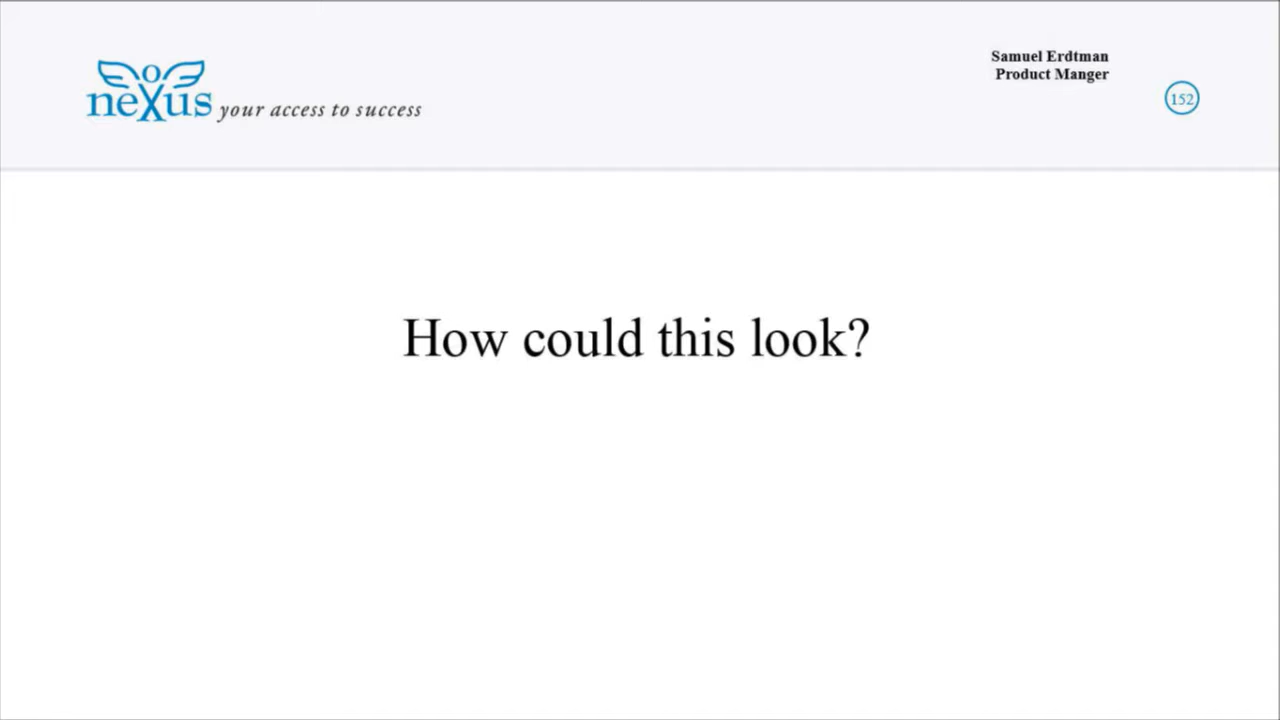 nexus your access to success
Samuel Erdtman
Product Manger
152
How could this look?